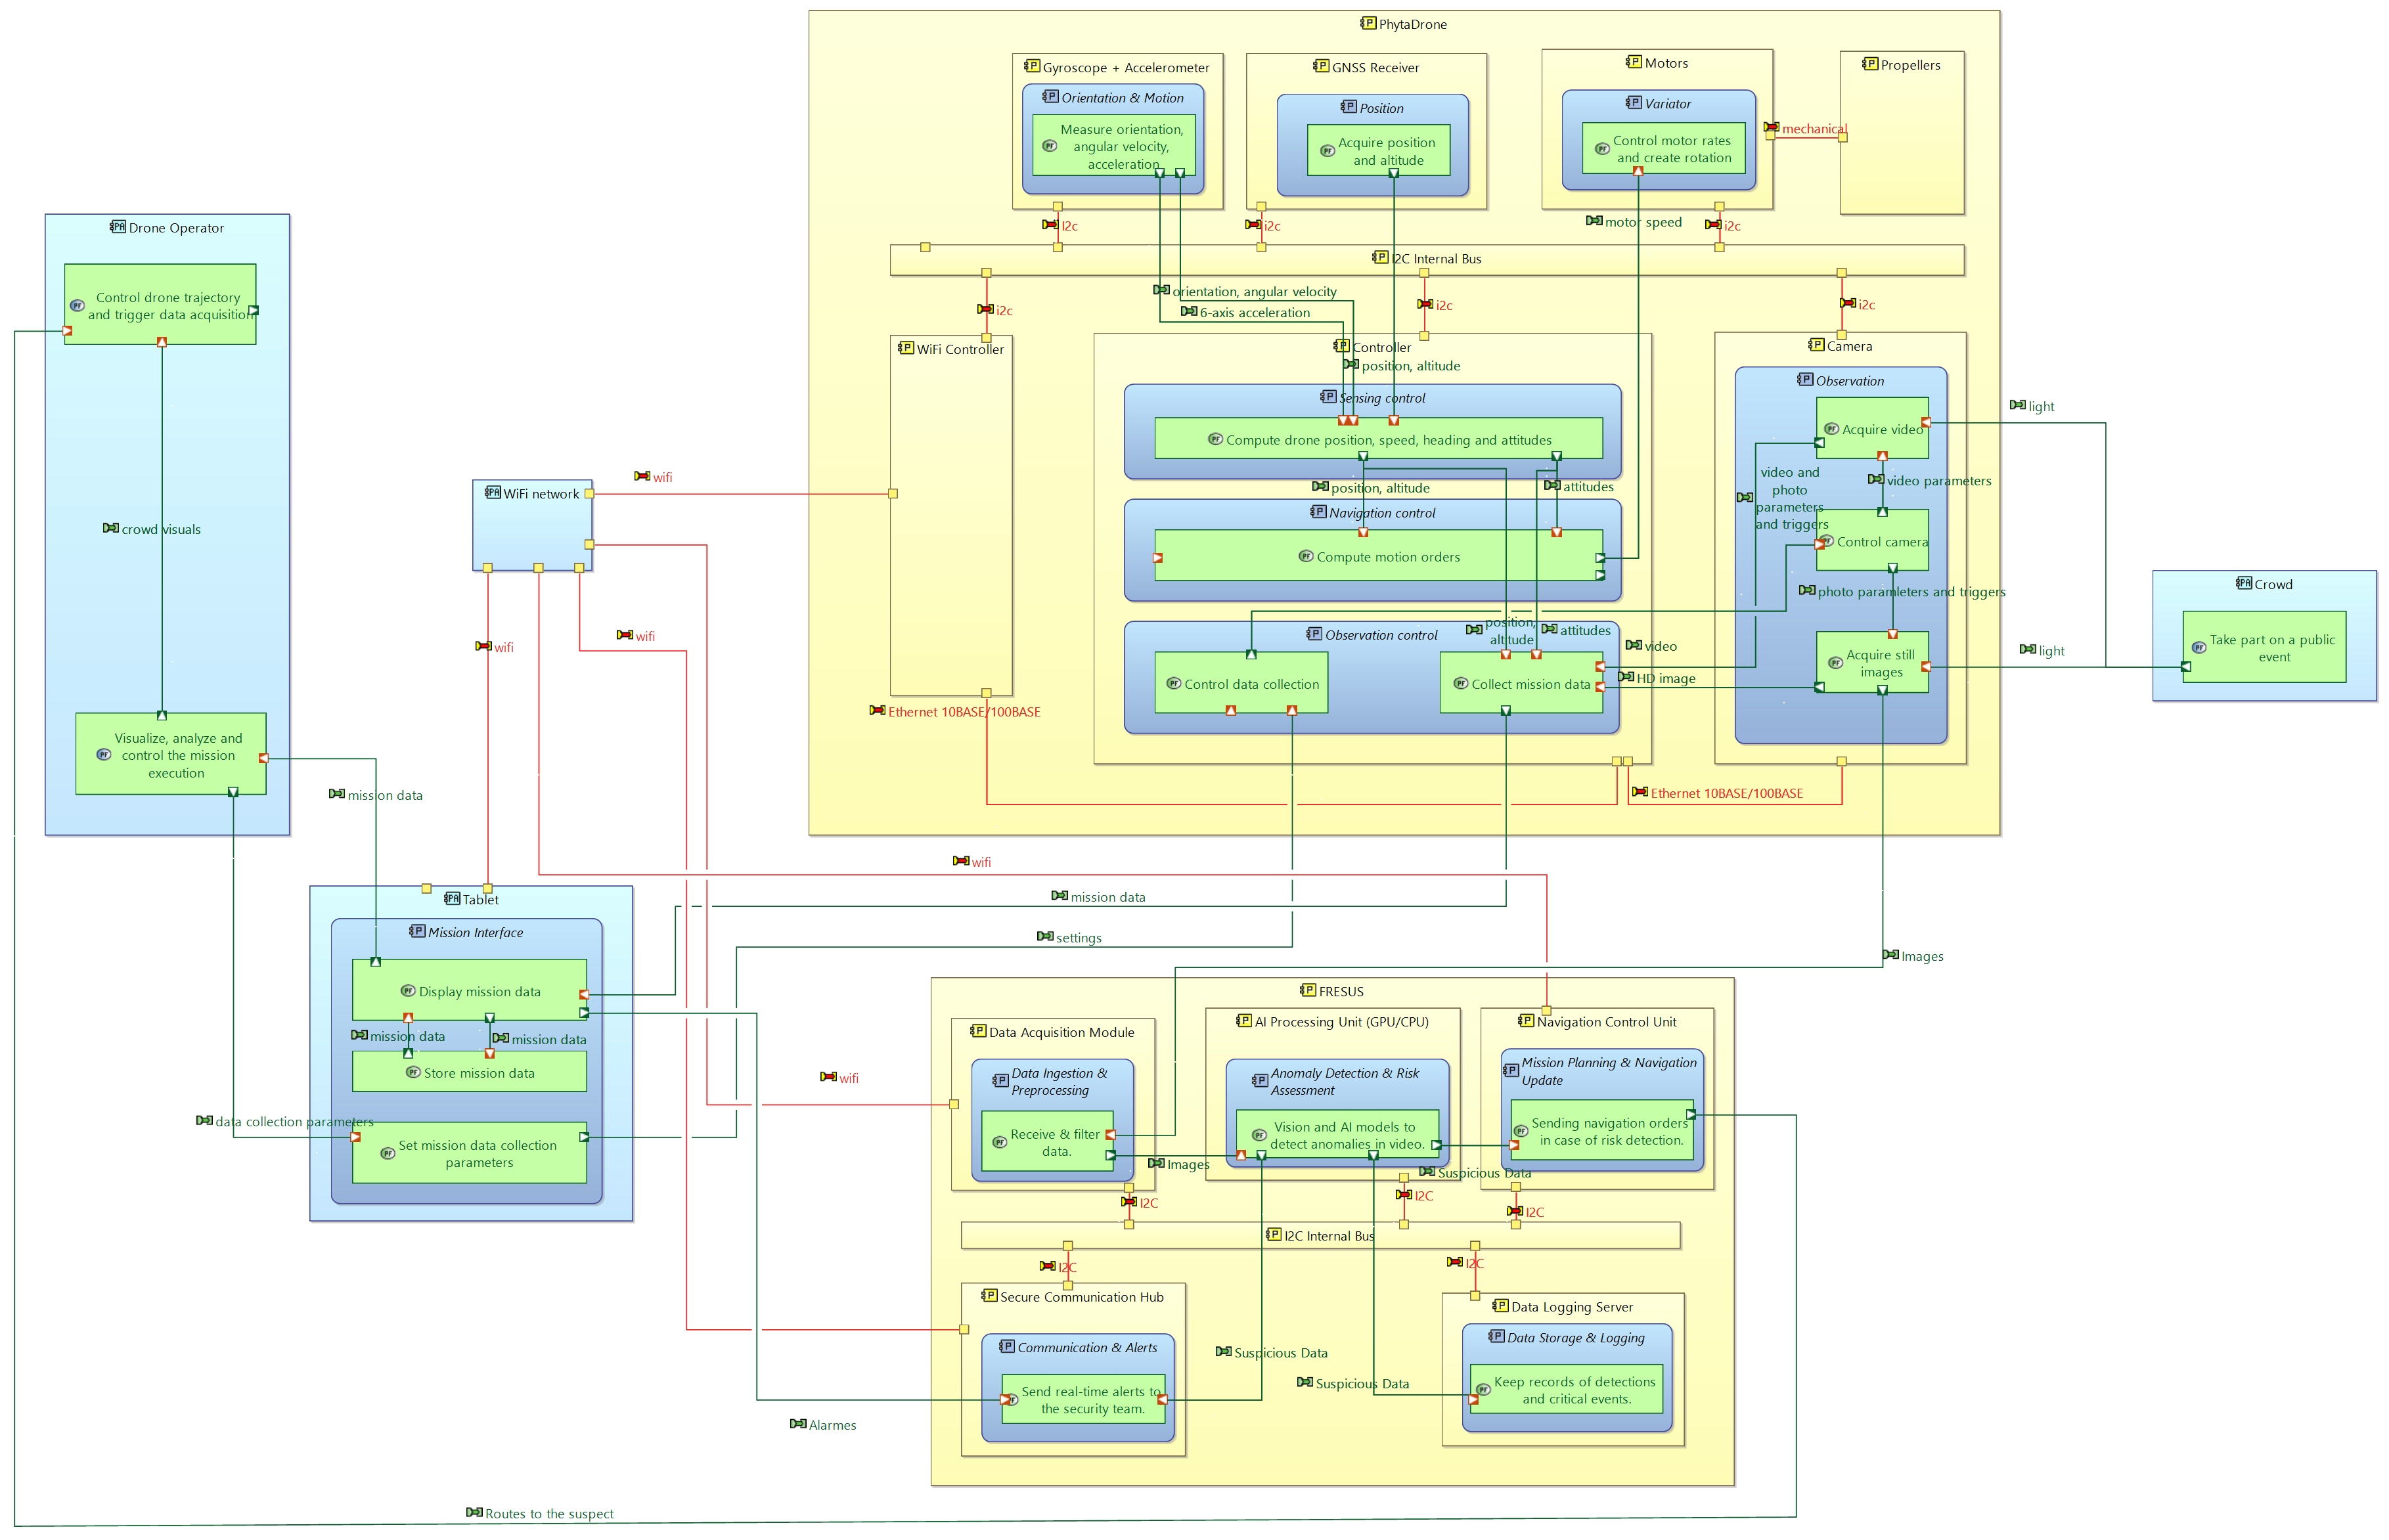 PhytaDrone
Gyroscope + Accelerometer
Orientation & Motion
Measure orientation,
angular velocity,
acceleration
GNSS Receiver
Position
Acquire position
and altitude
Motors
Variator
Control motor rates
and create rotation
mechanical
Propellers
I2c
i2c
motor speed
i2c
I2C Internal Bus
orientation, angular velocity
6-axis acceleration
i2c
i2c
i2c
WiFi Controller
Controller
position, altitude
Sensing control
Compute drone position, speed, heading and attitudes
position, altitude
attitudes
Navigation control
Compute motion orders
Observation control
position,
altitude
attitudes
Control data collection
Collect mission data
video
HD image
Camera
Observation
Acquire video
video and
photo
parameters
and triggers
video parameters
Control camera
photo paramleters and triggers
Acquire still
images
light
light
Crowd
Take part on a public
event
Ethernet 10BASE/100BASE
Ethernet 10BASE/100BASE
Drone Operator
Control drone trajectory
and trigger data acquisition
crowd visuals
Visualize, analyze and
control the mission
execution
WiFi network
wifi
wifi
wifi
mission data
wifi
mission data
settings
Images
Tablet
Mission Interface
Display mission data
mission data
mission data
Store mission data
data collection parameters
Set mission data collection
parameters
wifi
FRESUS
Data Acquisition Module
Data Ingestion &
Preprocessing
Receive & filter
data.
Images
AI Processing Unit (GPU/CPU)
Anomaly Detection & Risk
Assessment
Vision and AI models to
detect anomalies in video.
Suspicious Data
Navigation Control Unit
Mission Planning & Navigation
Update
Sending navigation orders
in case of risk detection.
I2C
I2C
I2C
I2C Internal Bus
I2C
I2C
Secure Communication Hub
Communication & Alerts
Send real-time alerts to
the security team.
Suspicious Data
Suspicious Data
Data Logging Server
Data Storage & Logging
Keep records of detections
and critical events.
Alarmes
Routes to the suspect